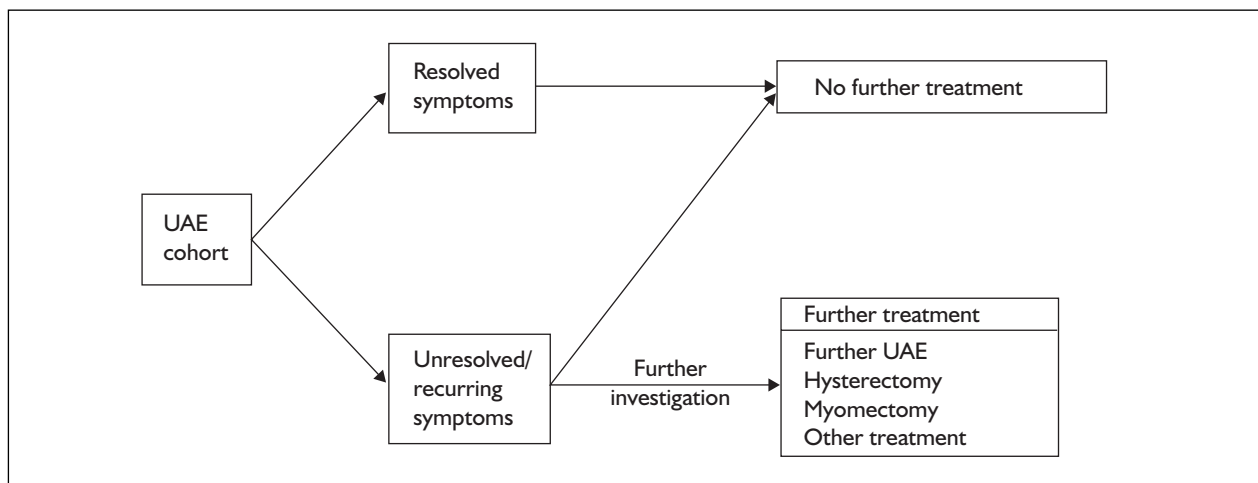 Resolved
symptoms
No further treatment
UAE
cohort
Unresolved/
recurring
symptoms
Further
investigation
Further treatment
Further UAE
Hysterectomy
Myomectomy
Other treatment